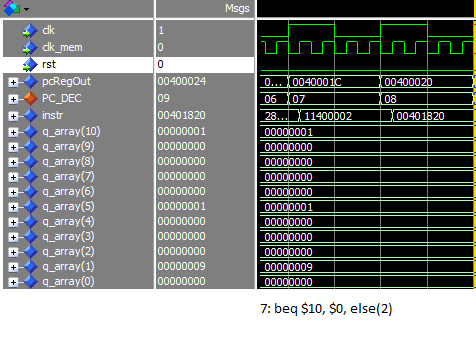 Msgs
clk 1
clk_mem 0
rst 0
pcRegOut 00400024 0... 0040001C 00400020
PC_DEC 09 06 07 08
instr 00401820 28... 11400002 00401820
q_array(10) 00000001 00000001
q_array(9) 00000000 00000000
q_array(8) 00000000 00000000
q_array(7) 00000000 00000000
q_array(6) 00000000 00000000
q_array(5) 00000001 00000001
q_array(4) 00000000 00000000
q_array(3) 00000000 00000000
q_array(2) 00000000 00000000
q_array(1) 00000009 00000009
q_array(0) 00000000 00000000
7: beq $10, $0, else(2)